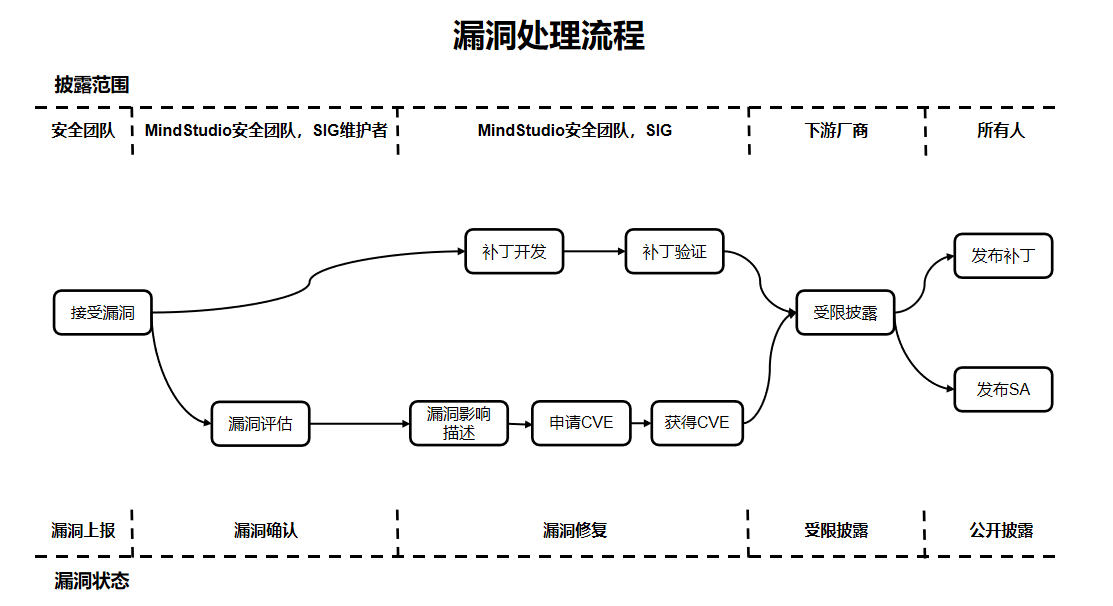 漏洞处理流程
披露范围
安全团队
MindStudio安全团队，SIG维护者
MindStudio安全团队，SIG
下游厂商
所有人
补丁开发
补丁验证
发布补丁
接受漏洞
受限披露
发布SA
漏洞评估
漏洞影响
描述
申请CVE
获得CVE
漏洞上报
漏洞确认
漏洞修复
受限披露
公开披露
漏洞状态